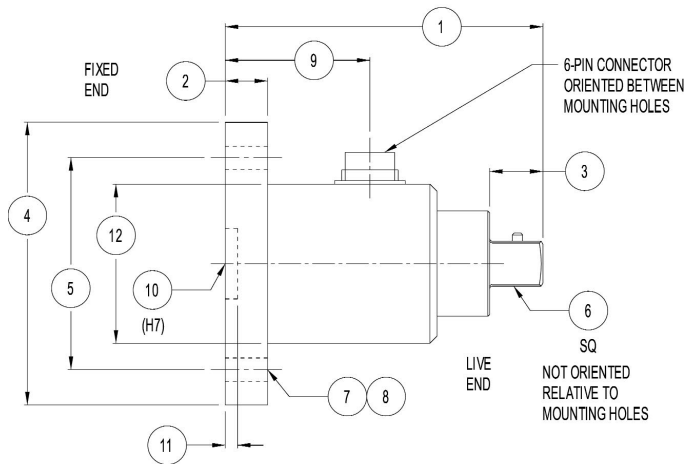 1
9
FIXED
END
2
6-PIN CONNECTOR
ORIENTED BETWEEN
MOUNTING HOLES
3
4
12
5
10
(H7)
6
SQ
LIVE
END
NOT ORIENTED
RELATIVE TO
MOUNTING HOLES
7 8
11